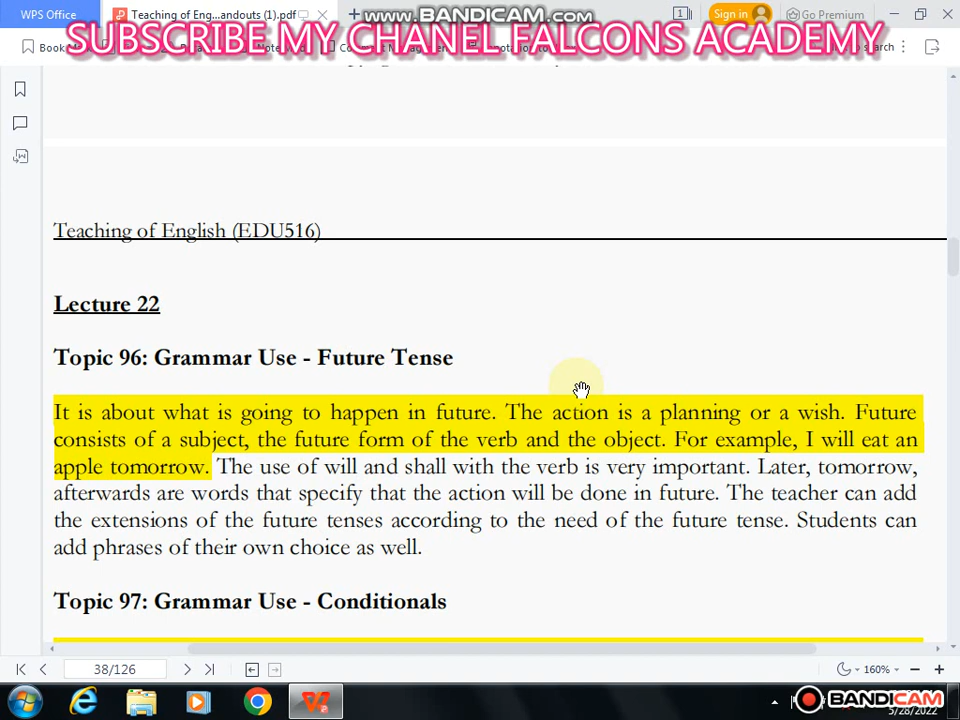 WPS Office
Teaching of Eng...andouts (1).pdf
www.BANDICAM.com
1
Sign in
Go Premium
SUBSCRIBE MY CHANEL FALCONS ACADEMY
search
Teaching of English (EDU516)
Lecture 22
Topic 96: Grammar Use - Future Tense
It is about what is going to happen in future. The action is a planning or a wish. Future
consists of a subject, the future form of the verb and the object. For example, I will eat an
apple tomorrow. The use of will and shall with the verb is very important. Later, tomorrow,
afterwards are words that specify that the action will be done in future. The teacher can add
the extensions of the future tenses according to the need of the future tense. Students can
add phrases of their own choice as well.
Topic 97: Grammar Use - Conditionals
38/126
160%
BANDICAM
5/28/2022